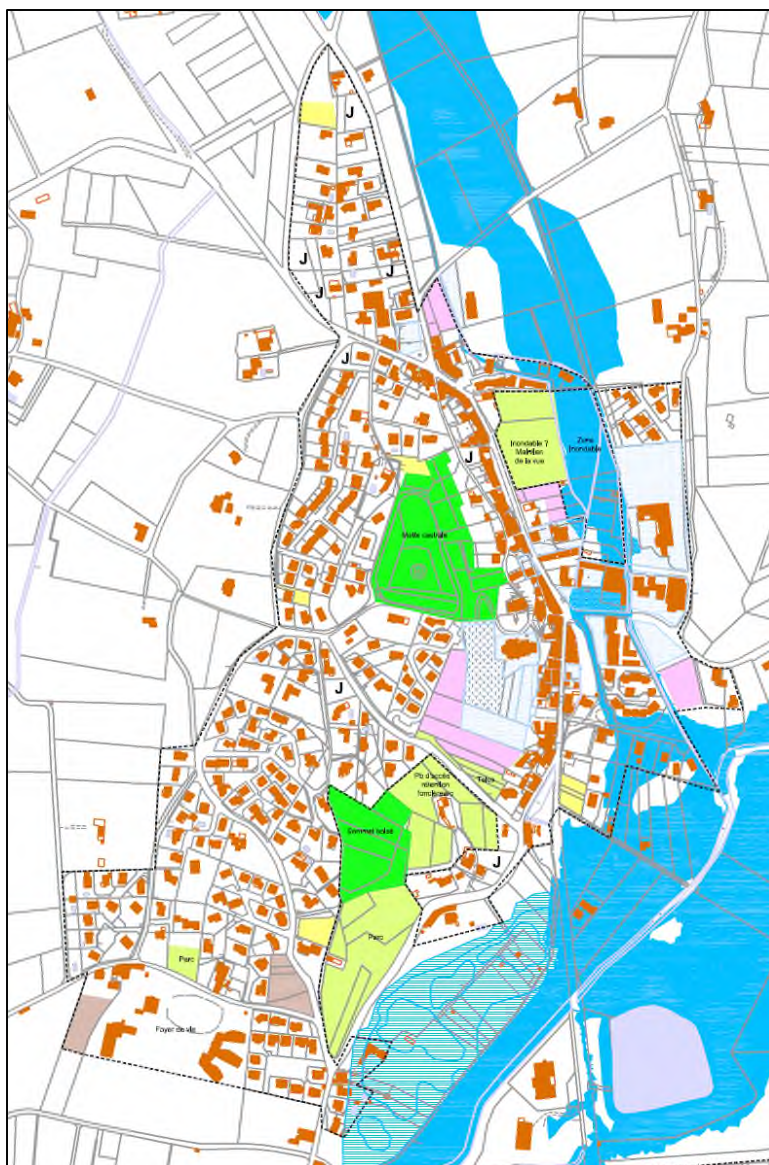 J
J
J
J
J
Inondable ?
Maintien
de la vue
Zone
Inondable
J
Motte castrale
J
Pb d'accès
rétention
foncière
Talus
Sommet boisé
J
Parc
Parc
Foyer de vie